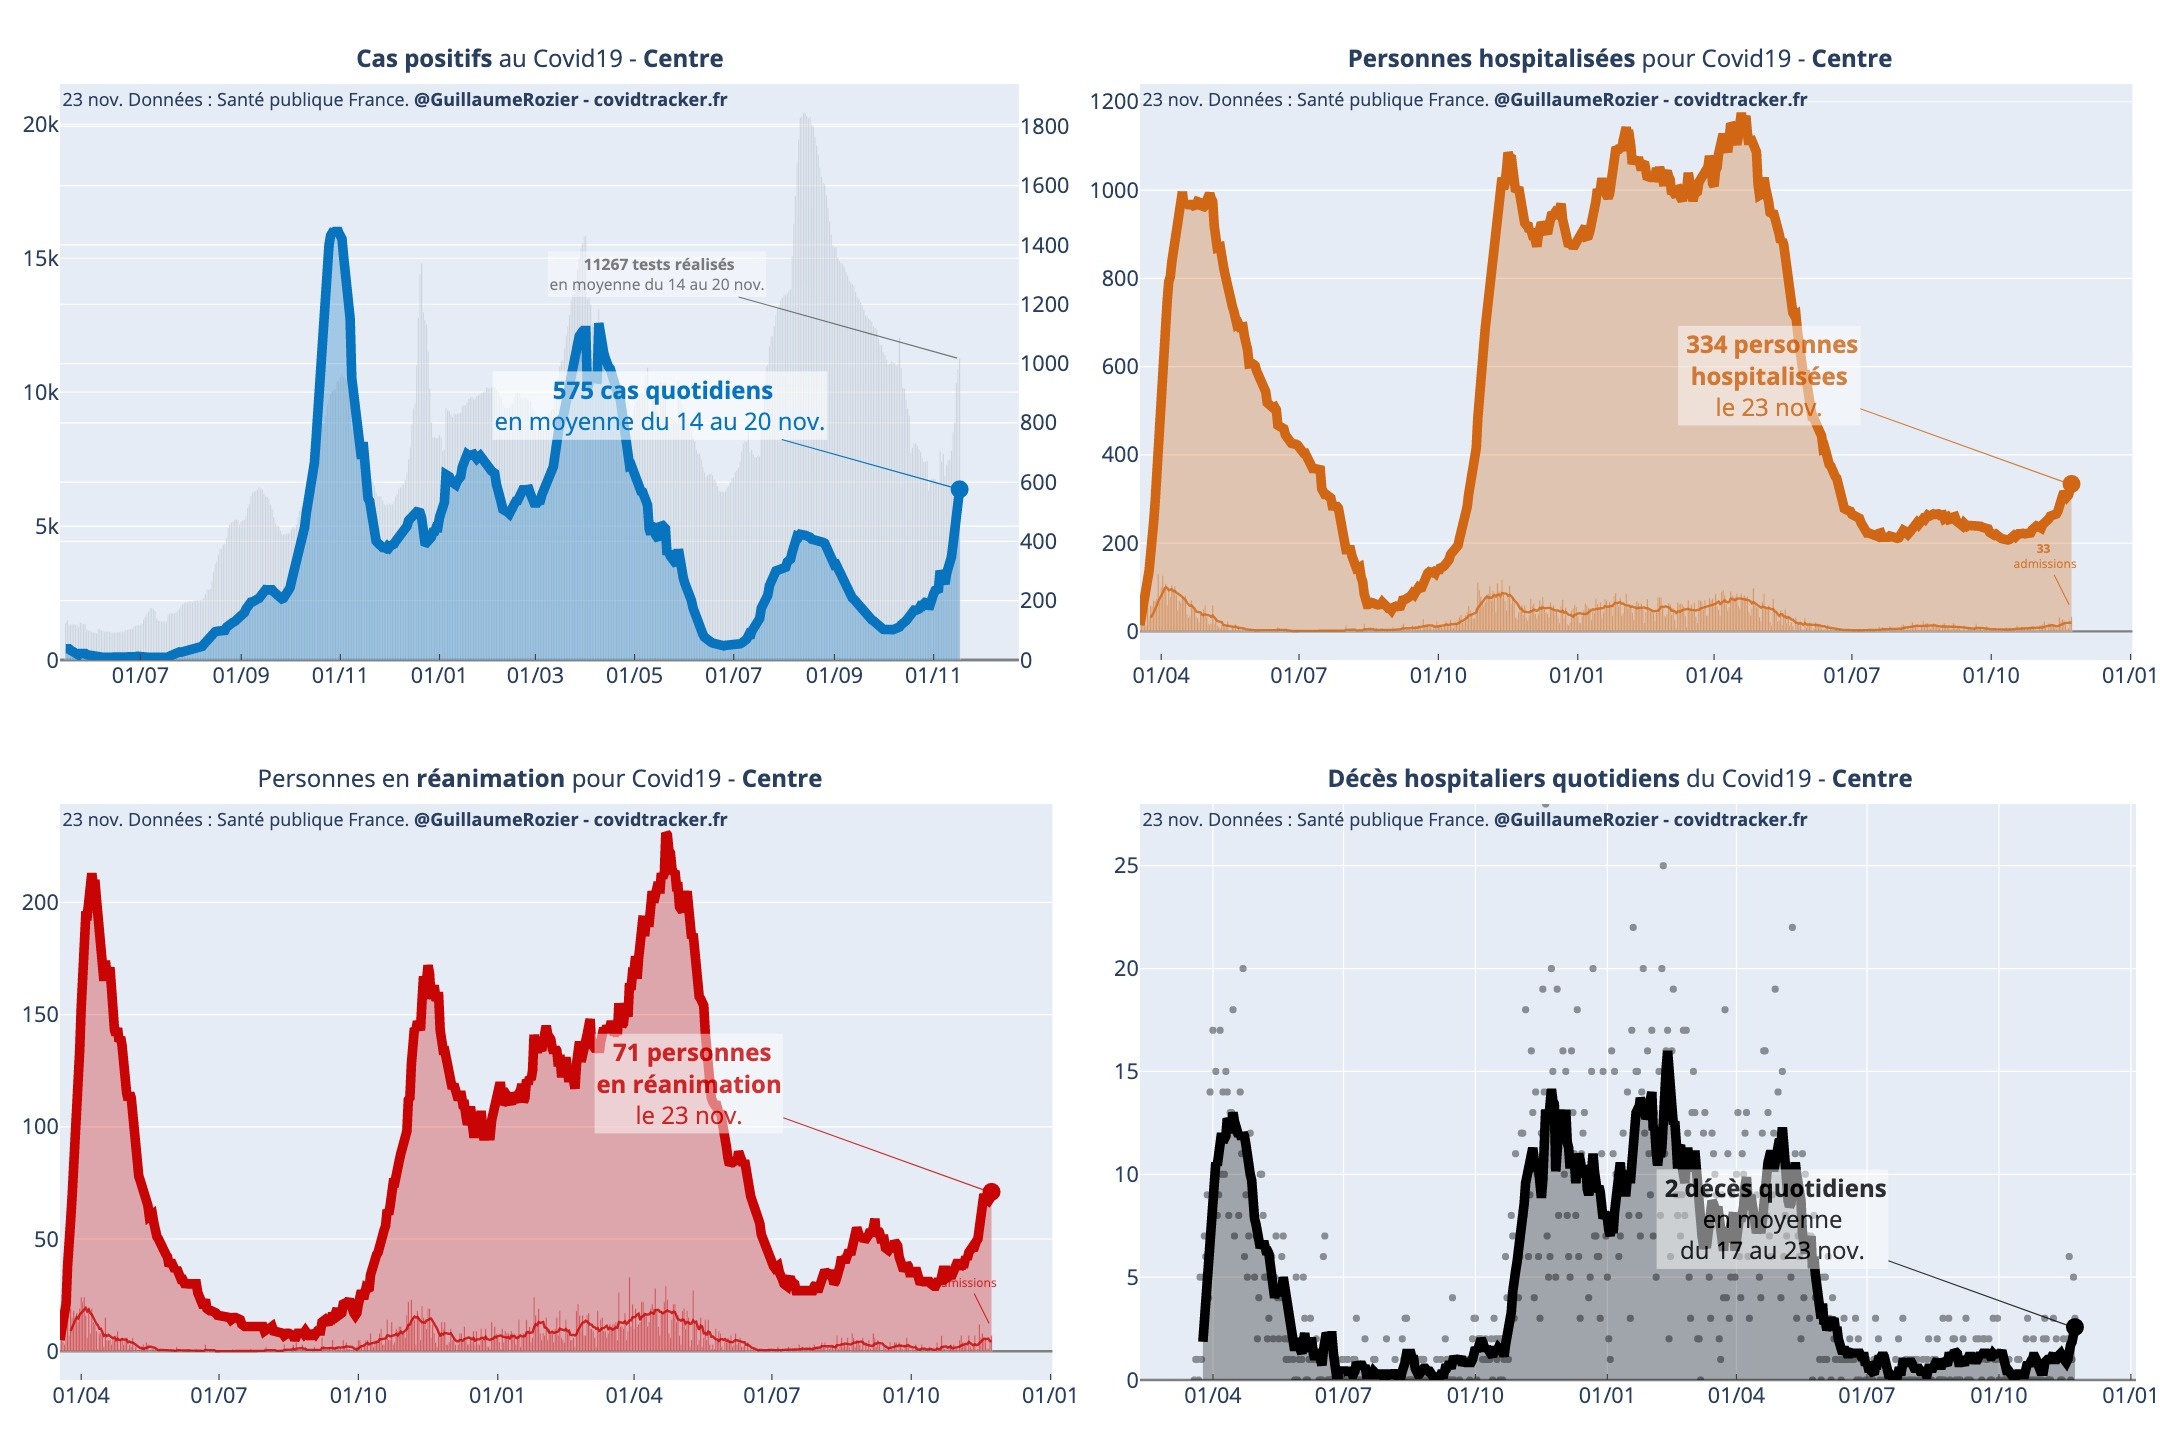 Cas positifs au Covid19 - Centre
23 nov. Données : Santé publique France. @GuillaumeRozier - covidtracker.fr
20k
15k
10k
5k
0
1800
1600
1400
1200
1000
800
600
400
200
0
11267 tests réalisés
en moyenne du 14 au 20 nov.
575 cas quotidiens
en moyenne du 14 au 20 nov.
01/07 01/09 01/11 01/01 01/03 01/05 01/07 01/09 01/11
Personnes hospitalisées pour Covid19 - Centre
23 nov. Données : Santé publique France. @GuillaumeRozier - covidtracker.fr
1200
1000
800
600
400
200
0
334 personnes
hospitalisées
le 23 nov.
33
admissions
01/04 01/07 01/10 01/01 01/04 01/07 01/10 01/01
Personnes en réanimation pour Covid19 - Centre
23 nov. Données : Santé publique France. @GuillaumeRozier - covidtracker.fr
200
150
100
50
0
71 personnes
en réanimation
le 23 nov.
01/04 01/07 01/10 01/01 01/04 01/07 01/10 01/01
Décès hospitaliers quotidiens du Covid19 - Centre
23 nov. Données : Santé publique France. @GuillaumeRozier - covidtracker.fr
25
20
15
10
5
0
2 décès quotidiens
en moyenne
du 17 au 23 nov.
01/04 01/07 01/10 01/01 01/04 01/07 01/10 01/01